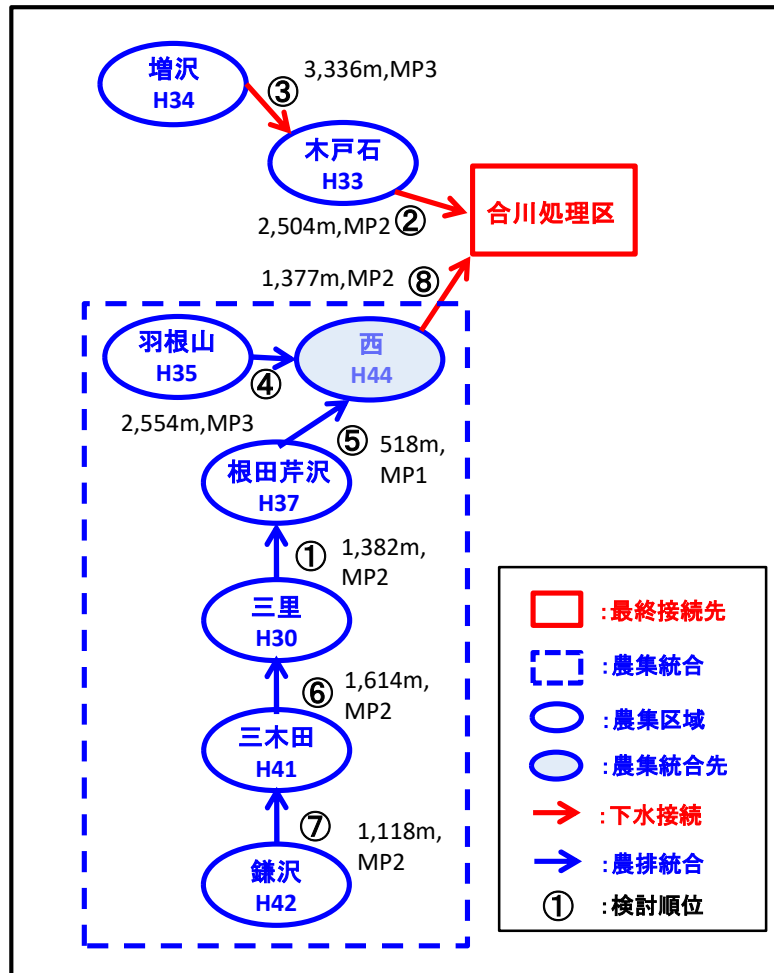 増沢
H34
3,336m,MP3
③
木戸石
H33
合川処理区
2,504m,MP2
②
1,377m,MP2
⑧
羽根山
H35
西
H44
④
2,554m,MP3
⑤
518m,
MP1
根田芹沢
H37
①
1,382m,
MP2
三里
H30
⑥
1,614m,
MP2
三木田
H41
⑦
1,118m,
MP2
鎌沢
H42
:最終接続先
:農集統合
:農集区域
:農集統合先
:下水接続
:農排統合
① :検討順位